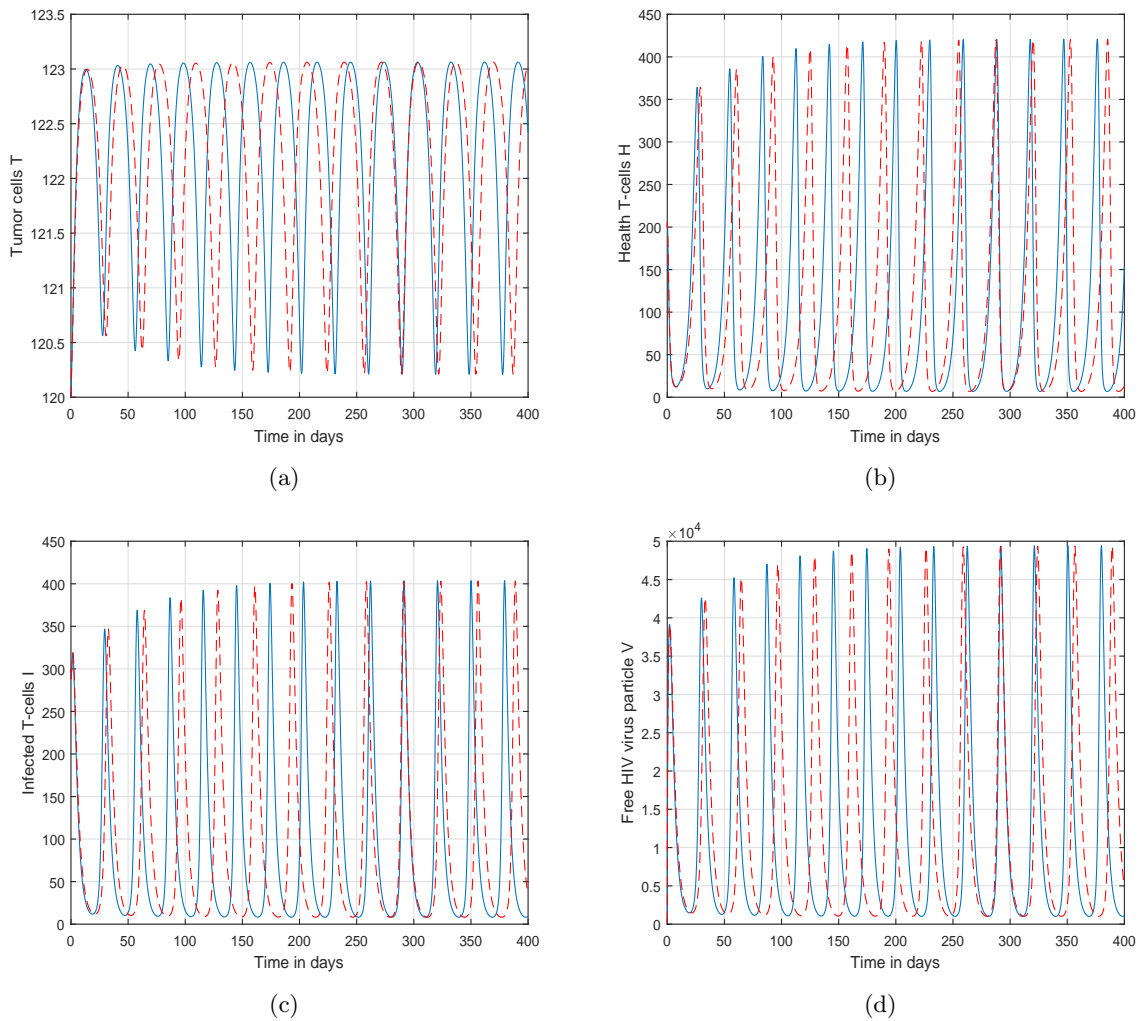 123.5
123
122.5
122
121.5
121
120.5
120
0 50 100 150 200 250 300 350 400
Tumor cells T
Time in days
(a)
450
400
350
300
250
200
150
100
50
0
0 50 100 150 200 250 300 350 400
Health T-cells H
Time in days
(b)
450
400
350
300
250
200
150
100
50
0
0 50 100 150 200 250 300 350 400
Infected T-cells I
Time in days
(c)
×10⁴
5
4.5
4
3.5
3
2.5
2
1.5
1
0.5
0
0 50 100 150 200 250 300 350 400
Free HIV virus particle V
Time in days
(d)